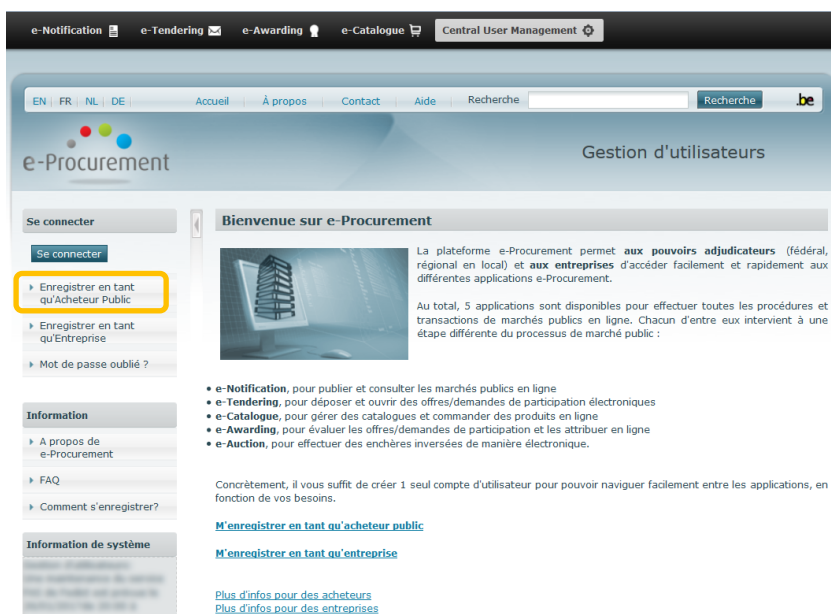 e-Notification e-Tendering e-Awarding e-Catalogue Central User Management
EN FR NL DE Accueil À propos Contact Aide Recherche Recherche .be
e-Procurement
Gestion d'utilisateurs
Se connecter
Se connecter
Enregistrer en tant
qu'Acheteur Public
Enregistrer en tant
qu'Entreprise
Mot de passe oublié ?
Information
A propos de
e-Procurement
FAQ
Comment s'enregistrer?
Information de système
Bienvenue sur e-Procurement
La plateforme e-Procurement permet aux pouvoirs adjudicateurs (fédéral,
régional en local) et aux entreprises d'accéder facilement et rapidement aux
différentes applications e-Procurement.
Au total, 5 applications sont disponibles pour effectuer toutes les procédures et
transactions de marchés publics en ligne. Chacun d'entre eux intervient à une
étape différente du processus de marché public :
• e-Notification, pour publier et consulter les marchés publics en ligne
• e-Tendering, pour déposer et ouvrir des offres/demandes de participation électroniques
• e-Catalogue, pour gérer des catalogues et commander des produits en ligne
• e-Awarding, pour évaluer les offres/demandes de participation et les attribuer en ligne
• e-Auction, pour effectuer des enchères inversées de manière électronique.
Concrètement, il vous suffit de créer 1 seul compte d'utilisateur pour pouvoir naviguer facilement entre les applications, en
fonction de vos besoins.
M'enregistrer en tant qu'acheteur public
M'enregistrer en tant qu'entreprise
Plus d'infos pour des acheteurs
Plus d'infos pour des entreprises